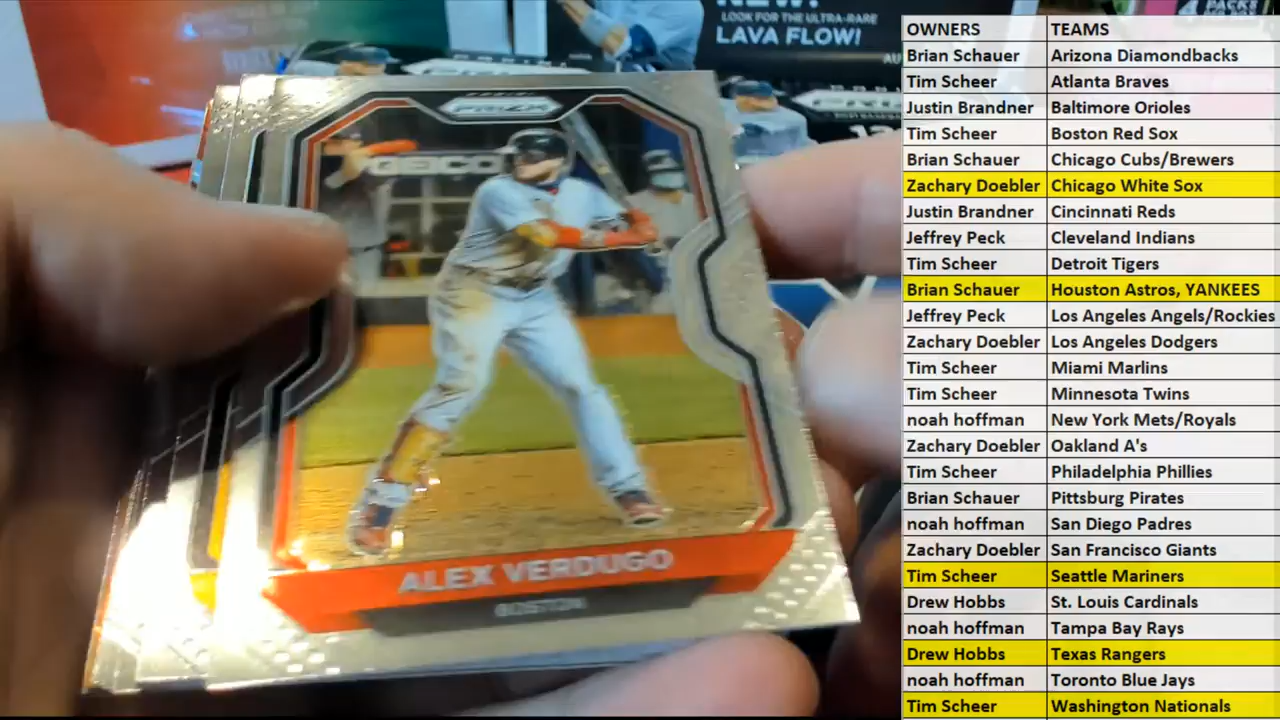 NEW!
LOOK FOR THE ULTRA-RARE
LAVA FLOW!
PACKS
PRIZM
GEICO
ALEX VERDUGO
BOSTON
OWNERS TEAMS
Brian Schauer Arizona Diamondbacks
Tim Scheer Atlanta Braves
Justin Brandner Baltimore Orioles
Tim Scheer Boston Red Sox
Brian Schauer Chicago Cubs/Brewers
Zachary Doebler Chicago White Sox
Justin Brandner Cincinnati Reds
Jeffrey Peck Cleveland Indians
Tim Scheer Detroit Tigers
Brian Schauer Houston Astros, YANKEES
Jeffrey Peck Los Angeles Angels/Rockies
Zachary Doebler Los Angeles Dodgers
Tim Scheer Miami Marlins
Tim Scheer Minnesota Twins
noah hoffman New York Mets/Royals
Zachary Doebler Oakland A's
Tim Scheer Philadelphia Phillies
Brian Schauer Pittsburg Pirates
noah hoffman San Diego Padres
Zachary Doebler San Francisco Giants
Tim Scheer Seattle Mariners
Drew Hobbs St. Louis Cardinals
noah hoffman Tampa Bay Rays
Drew Hobbs Texas Rangers
noah hoffman Toronto Blue Jays
Tim Scheer Washington Nationals